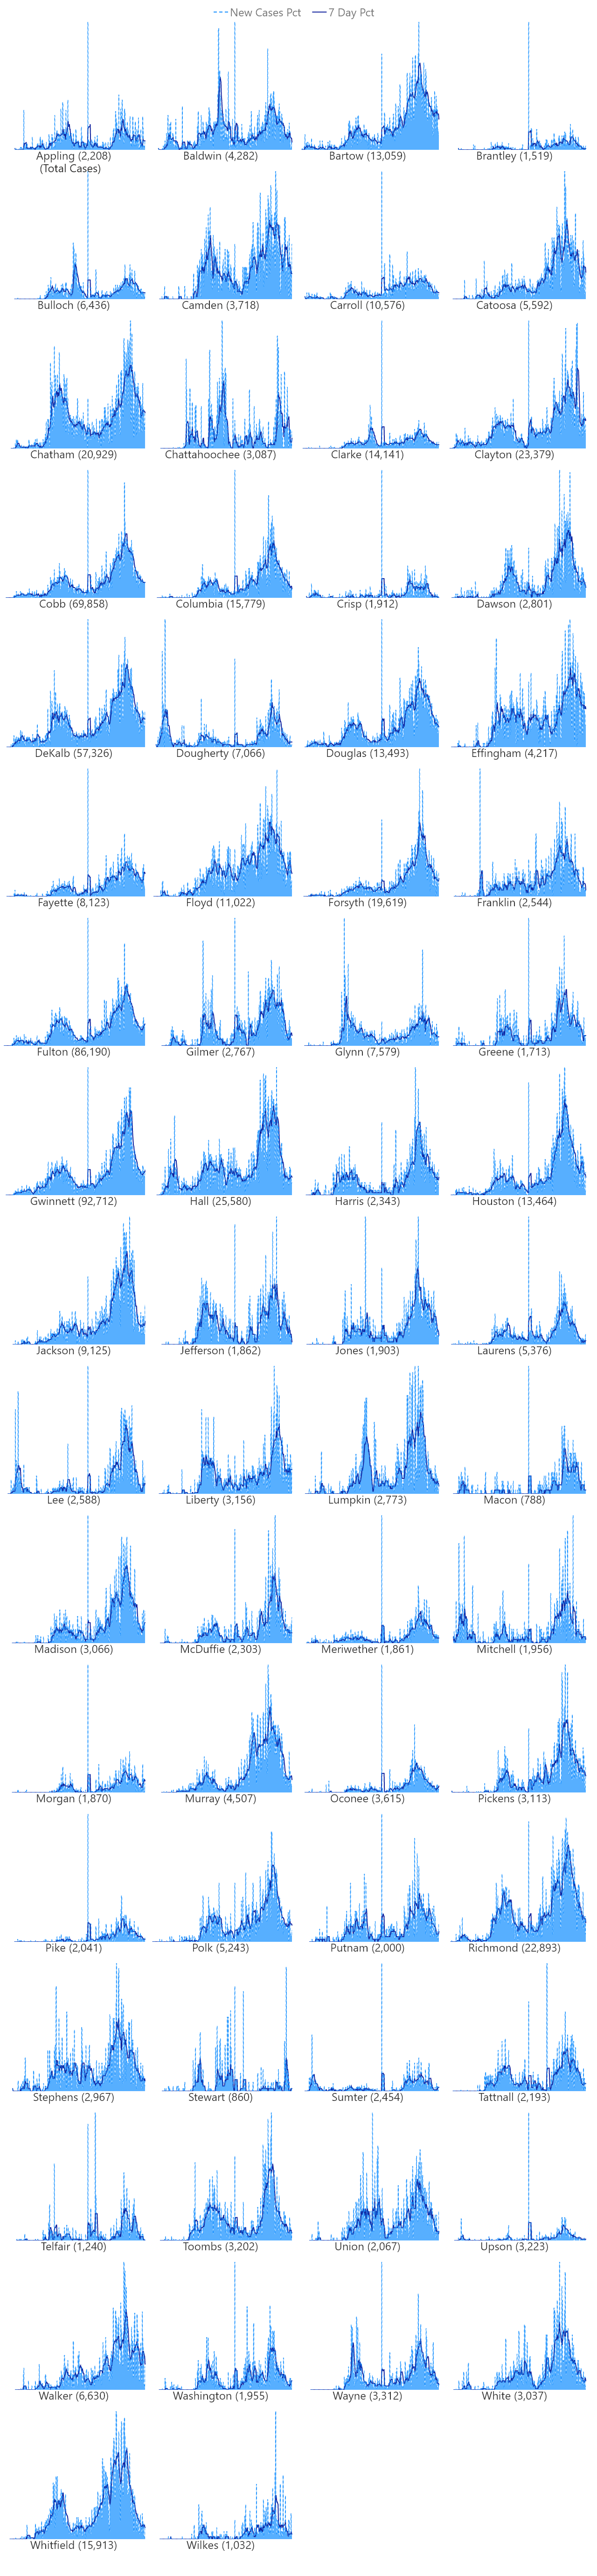 New Cases Pct 7 Day Pct
Appling (2,208) Baldwin (4,282) Bartow (13,059) Brantley (1,519)
(Total Cases)
Bulloch (6,436) Camden (3,718) Carroll (10,576) Catoosa (5,592)
Chatham (20,929) Chattahoochee (3,087) Clarke (14,141) Clayton (23,379)
Cobb (69,858) Columbia (15,779) Crisp (1,912) Dawson (2,801)
DeKalb (57,326) Dougherty (7,066) Douglas (13,493) Effingham (4,217)
Fayette (8,123) Floyd (11,022) Forsyth (19,619) Franklin (2,544)
Fulton (86,190) Gilmer (2,767) Glynn (7,579) Greene (1,713)
Gwinnett (92,712) Hall (25,580) Harris (2,343) Houston (13,464)
Jackson (9,125) Jefferson (1,862) Jones (1,903) Laurens (5,376)
Lee (2,588) Liberty (3,156) Lumpkin (2,773) Macon (788)
Madison (3,066) McDuffie (2,303) Meriwether (1,861) Mitchell (1,956)
Morgan (1,870) Murray (4,507) Oconee (3,615) Pickens (3,113)
Pike (2,041) Polk (5,243) Putnam (2,000) Richmond (22,893)
Stephens (2,967) Stewart (860) Sumter (2,454) Tattnall (2,193)
Telfair (1,240) Toombs (3,202) Union (2,067) Upson (3,223)
Walker (6,630) Washington (1,955) Wayne (3,312) White (3,037)
Whitfield (15,913) Wilkes (1,032)